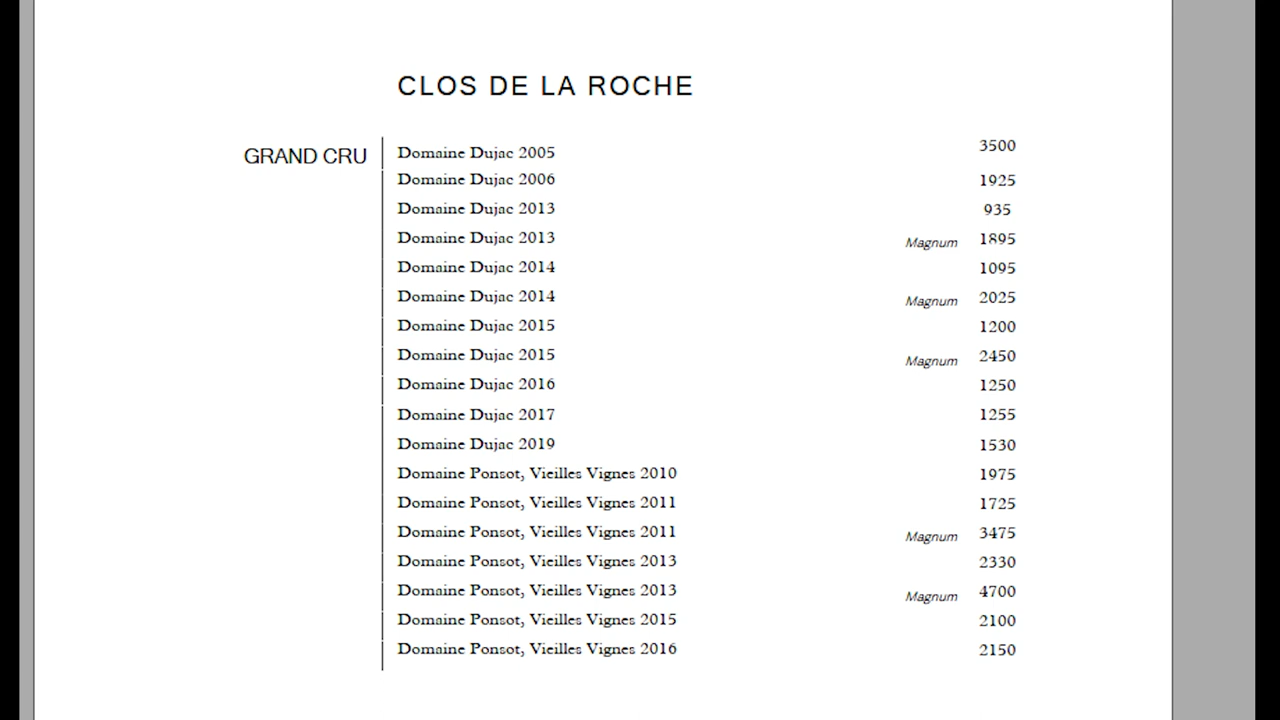 CLOS DE LA ROCHE
GRAND CRU Domaine Dujac 2005 3500
Domaine Dujac 2006 1925
Domaine Dujac 2013 935
Domaine Dujac 2013 Magnum 1895
Domaine Dujac 2014 1095
Domaine Dujac 2014 Magnum 2025
Domaine Dujac 2015 1200
Domaine Dujac 2015 Magnum 2450
Domaine Dujac 2016 1250
Domaine Dujac 2017 1255
Domaine Dujac 2019 1530
Domaine Ponsot, Vieilles Vignes 2010 1975
Domaine Ponsot, Vieilles Vignes 2011 1725
Domaine Ponsot, Vieilles Vignes 2011 Magnum 3475
Domaine Ponsot, Vieilles Vignes 2013 2330
Domaine Ponsot, Vieilles Vignes 2013 Magnum 4700
Domaine Ponsot, Vieilles Vignes 2015 2100
Domaine Ponsot, Vieilles Vignes 2016 2150